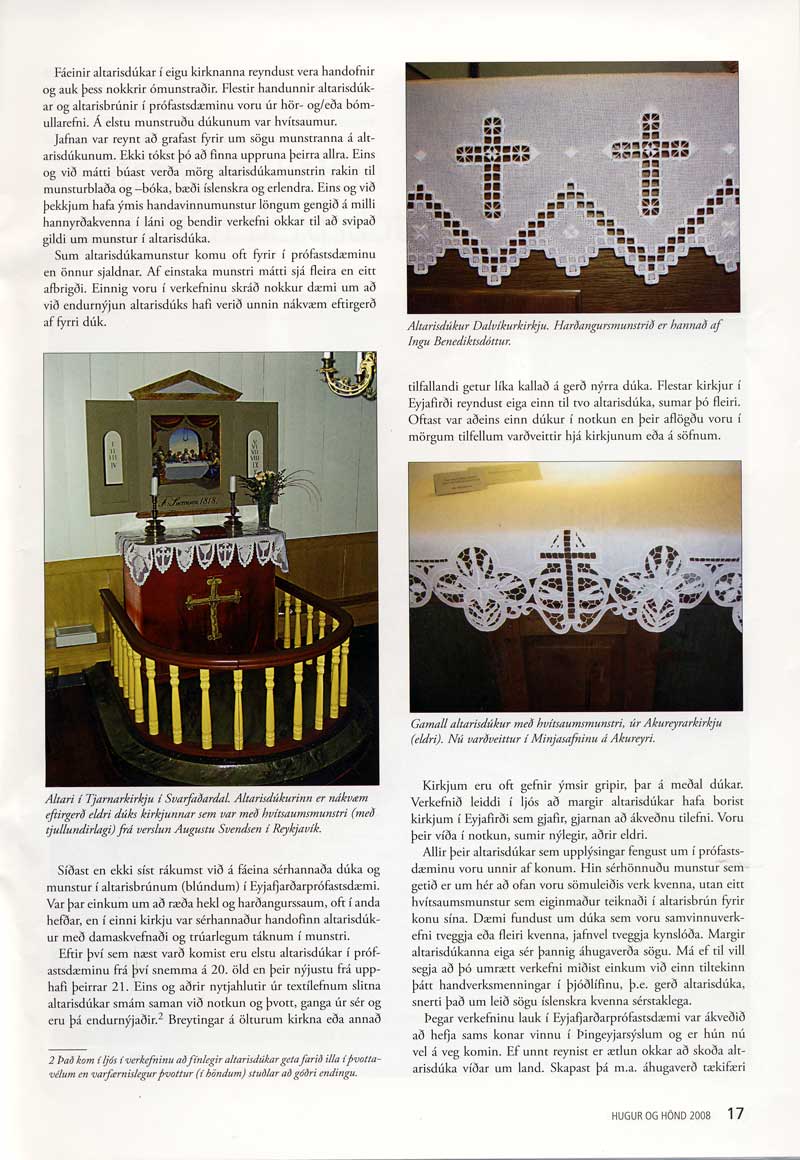 Fáeinir altarisdúkar í eigu kirknanna reyndust vera handofnir
og auk þess nokkrir ómunstraðir. Flestir handunnir altarisdúk-
ar og altarisbrúnir í prófastsdæminu voru úr hör- og/eða bóm-
ullarefni. Á elstu munstruðu dúkunum var hvítsaumur.
Jafnan var reynt að grafast fyrir um sögu munstranna á alt-
arisdúkunum. Ekki tókst þó að finna uppruna þeirra allra. Eins
og við mátti búast verða mörg altarisdúkamunstrin rakin til
munsturblaða og –bóka, bæði íslenskra og erlendra. Eins og við
þekkjum hafa ýmis handavinnumunstur löngum gengið á milli
hannyrðakvenna í láni og bendir verkefni okkar til að svipað
gildi um munstur í altarisdúka.
Sum altarisdúkamunstur komu oft fyrir í prófastsdæminu
en önnur sjaldnar. Af einstaka munstri mátti sjá fleira en eitt
afbrigði. Einnig voru í verkefninu skráð nokkur dæmi um að
við endurnýjun altarisdúks hafi verið unnin nákvæm eftirgerð
af fyrri dúk.
I
II
III
IV
V
VI
VII
VIII
IX
X
1818.
Altari í Tjarnarkirkju í Svarfaðardal. Altarisdúkurinn er nákvæm
eftirgerð eldri dúks kirkjunnar sem var með hvítsaumsmunstri (með
tjullundirlagi) frá verslun Augustu Svendsen í Reykjavík.
Síðast en ekki síst rákumst við á fáeina sérhannaða dúka og
munstur í altarisbrúnum (blúndum) í Eyjafjarðarprófastsdæmi.
Var þar einkum um að ræða hekl og harðangurssaum, oft í anda
hefðar, en í einni kirkju var sérhannaður handofinn altarisdúk-
ur með damaskvefnaði og trúarlegum táknum í munstri.
Eftir því sem næst varð komist eru elstu altarisdúkar í próf-
astsdæminu frá því snemma á 20. öld en þeir nýjustu frá upp-
hafi þeirrar 21. Eins og aðrir nytjahlutir úr textílefnum slitna
altarisdúkar smám saman við notkun og þvott, ganga úr sér og
eru þá endurnýjaðir.2 Breytingar á ölturum kirkna eða annað
2 Það kom í ljós í verkefninu að fínlegir altarisdúkar geta farið illa í þvotta-
vélum en varfærnislegur þvottur (í höndum) stuðlar að góðri endingu.
Altarisdúkur Dalvíkurkirkju. Harðangursmunstrið er hannað af
Ingu Benediktsdóttur.
tilfallandi getur líka kallað á gerð nýrra dúka. Flestar kirkjur í
Eyjafirði reyndust eiga einn til tvo altarisdúka, sumar þó fleiri.
Oftast var aðeins einn dúkur í notkun en þeir aflögðu voru í
mörgum tilfellum varðveittir hjá kirkjunum eða á söfnum.
Gamall altarisdúkur með hvítsaumsmunstri, úr Akureyrarkirkju
(eldri). Nú varðveittur í Minjasafninu á Akureyri.
Kirkjum eru oft gefnir ýmsir gripir, þar á meðal dúkar.
Verkefnið leiddi í ljós að margir altarisdúkar hafa borist
kirkjum í Eyjafirði sem gjafir, gjarnan að ákveðnu tilefni. Voru
þeir víða í notkun, sumir nýlegir, aðrir eldri.
Allir þeir altarisdúkar sem upplýsingar fengust um í prófasts-
dæminu voru unnir af konum. Hin sérhönnuðu munstur sem
getið er um hér að ofan voru sömuleiðis verk kvenna, utan eitt
hvítsaumsmunstur sem eiginmaður teiknaði í altarisbrún fyrir
konu sína. Dæmi fundust um dúka sem voru samvinnuverk-
efni tveggja eða fleiri kvenna, jafnvel tveggja kynslóða. Margir
altarisdúkanna eiga sér þannig áhugaverða sögu. Má ef til vill
segja að þó umrætt verkefni miðist einkum við einn tiltekinn
þátt handverksmenningar í þjóðlífinu, þ.e. gerð altarisdúka,
snerti það um leið sögu íslenskra kvenna sérstaklega.
Þegar verkefninu lauk í Eyjafjarðarprófastsdæmi var ákveðið
að hefja sams konar vinnu í Þingeyjarsýslum og er hún nú
vel á veg komin. Ef unnt reynist er ætlun okkar að skoða alt-
arisdúka víðar um land. Skapast þá m.a. áhugaverð tækifæri
HUGUR OG HÖND 2008 17